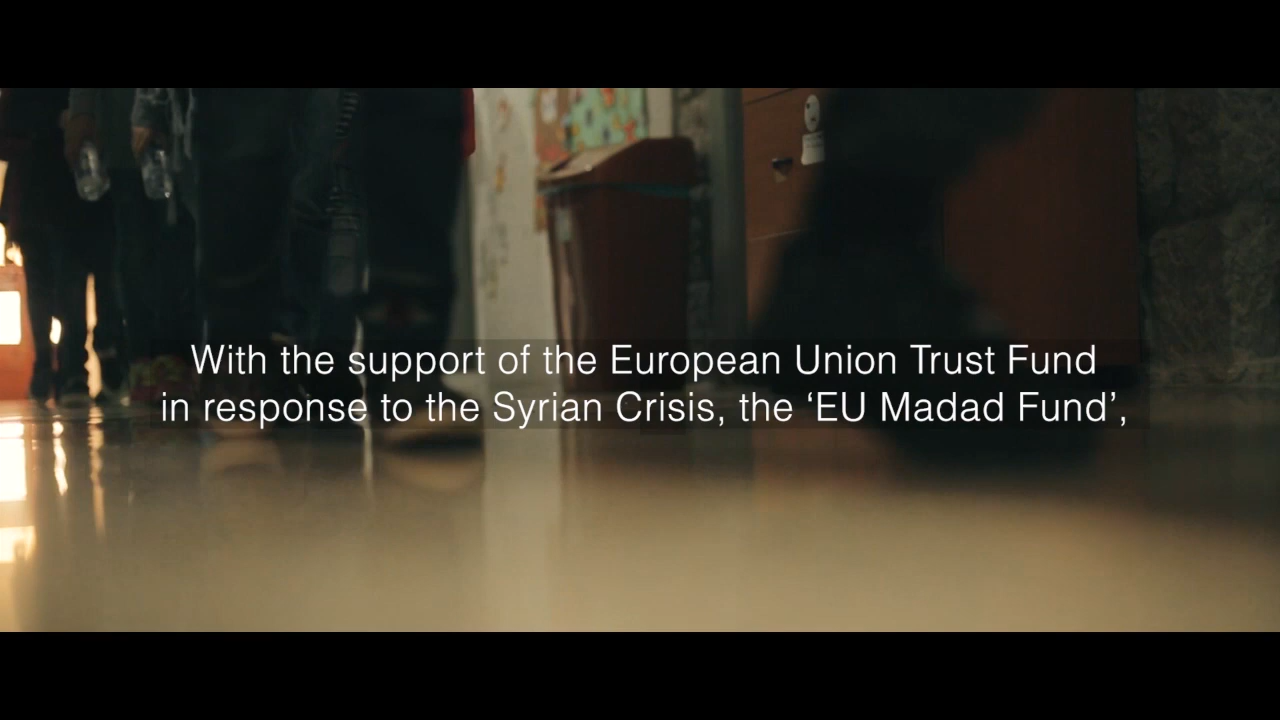 With the support of the European Union Trust Fund
in response to the Syrian Crisis, the ‘EU Madad Fund’,